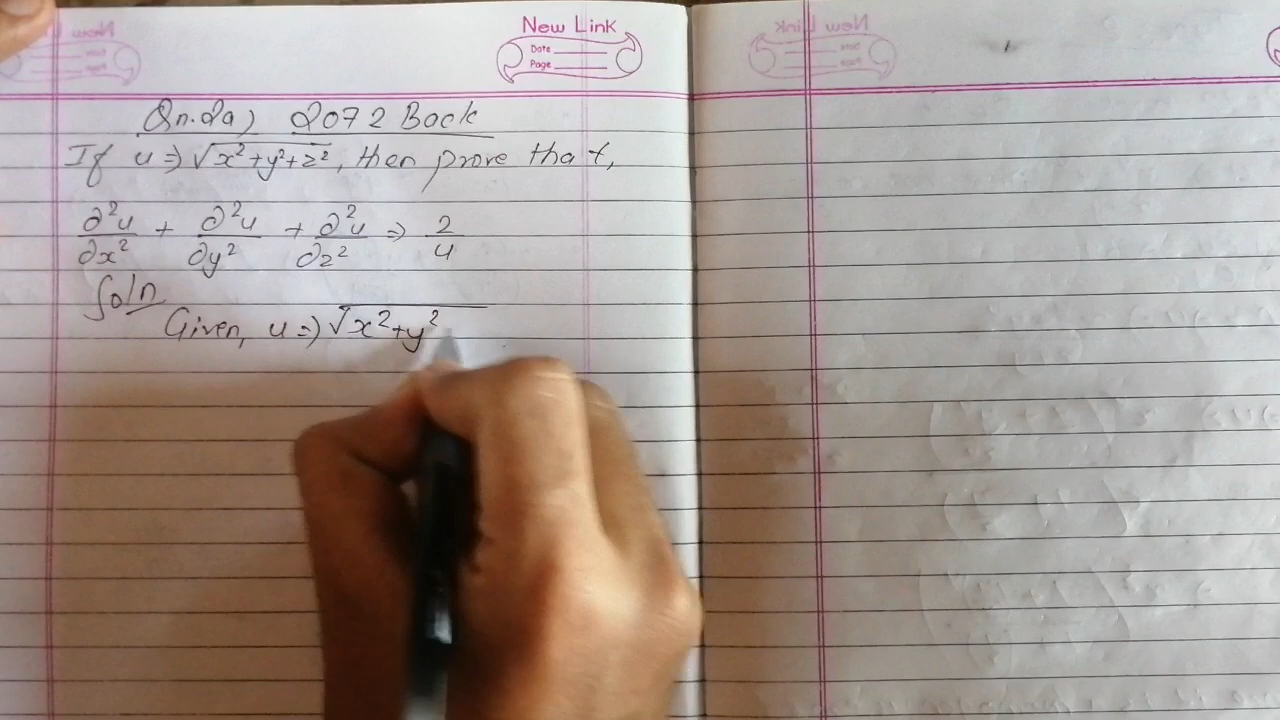 New Link
Date
Page
Qn.2a) 2072 Back
If u ⇒ √x²+y²+z², then prove that,
∂²u/∂x² + ∂²u/∂y² + ∂²u/∂z² ⇒ 2/u
Soln
Given, u ⇒ √x²+y²